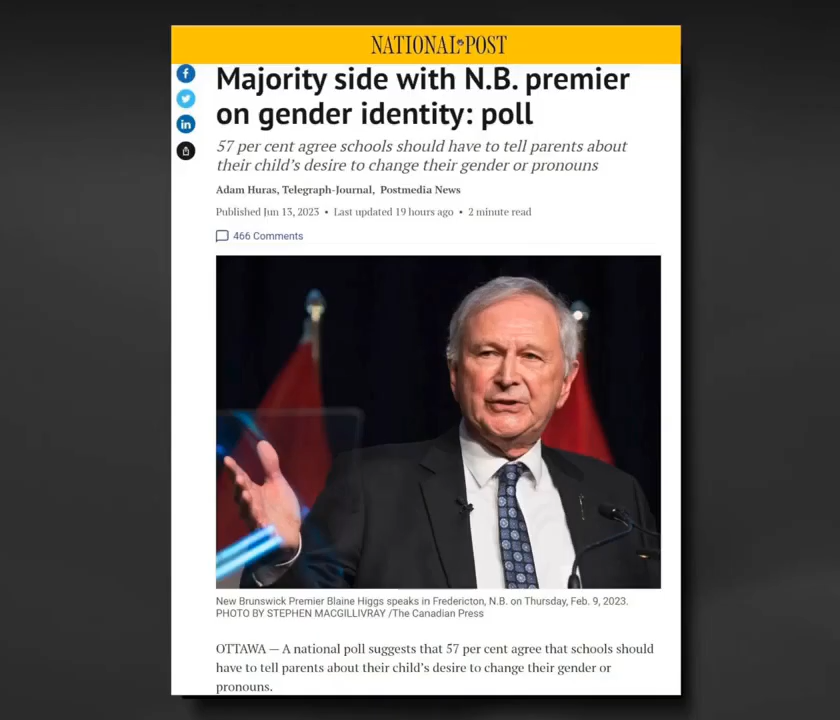 NATIONAL POST
Majority side with N.B. premier
on gender identity: poll
57 per cent agree schools should have to tell parents about
their child's desire to change their gender or pronouns
Adam Huras, Telegraph-Journal, Postmedia News
Published Jun 13, 2023 • Last updated 19 hours ago • 2 minute read
466 Comments
New Brunswick Premier Blaine Higgs speaks in Fredericton, N.B. on Thursday, Feb. 9, 2023.
PHOTO BY STEPHEN MACGILLIVRAY /The Canadian Press
OTTAWA — A national poll suggests that 57 per cent agree that schools should
have to tell parents about their child's desire to change their gender or
pronouns.